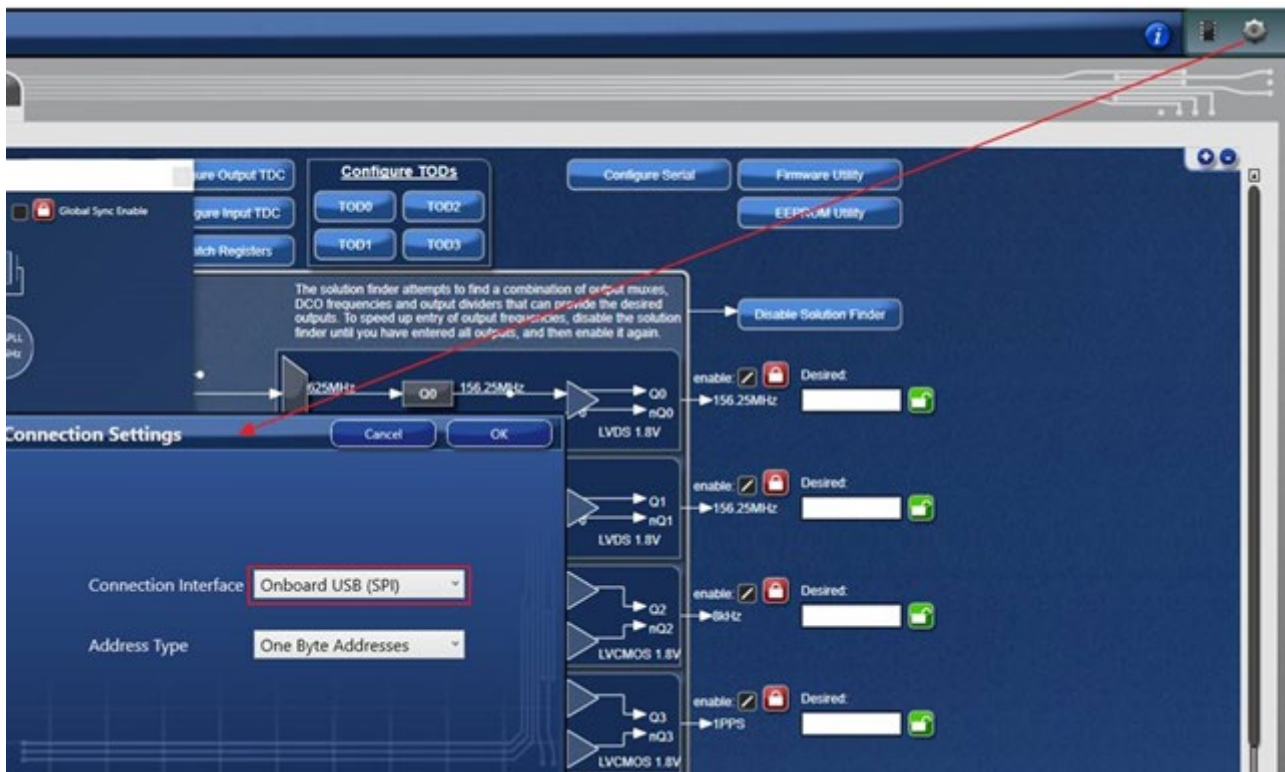 i
ure Output TDC
Configure TODs
Configure Serial
Firmware Utility
Global Sync Enable
gure Input TDC
TOD0
TOD2
EEPROM Utility
tch Registers
TOD1
TOD3
The solution finder attempts to find a combination of output muxes,
DCO frequencies and output dividers that can provide the desired
outputs. To speed up entry of output frequencies, disable the solution
finder until you have entered all outputs, and then enable it again.
Disable Solution Finder
PLL
625MHz
Q0
156.25MHz
Q0
nQ0
LVDS 1.8V
enable:
Desired:
156.25MHz
Connection Settings
Cancel
OK
Q1
nQ1
LVDS 1.8V
enable:
Desired:
156.25MHz
Connection Interface
Onboard USB (SPI)
Address Type
One Byte Addresses
Q2
nQ2
LVCMOS 1.8V
enable:
Desired:
8kHz
Q3
nQ3
LVCMOS 1.8V
enable:
Desired:
1PPS